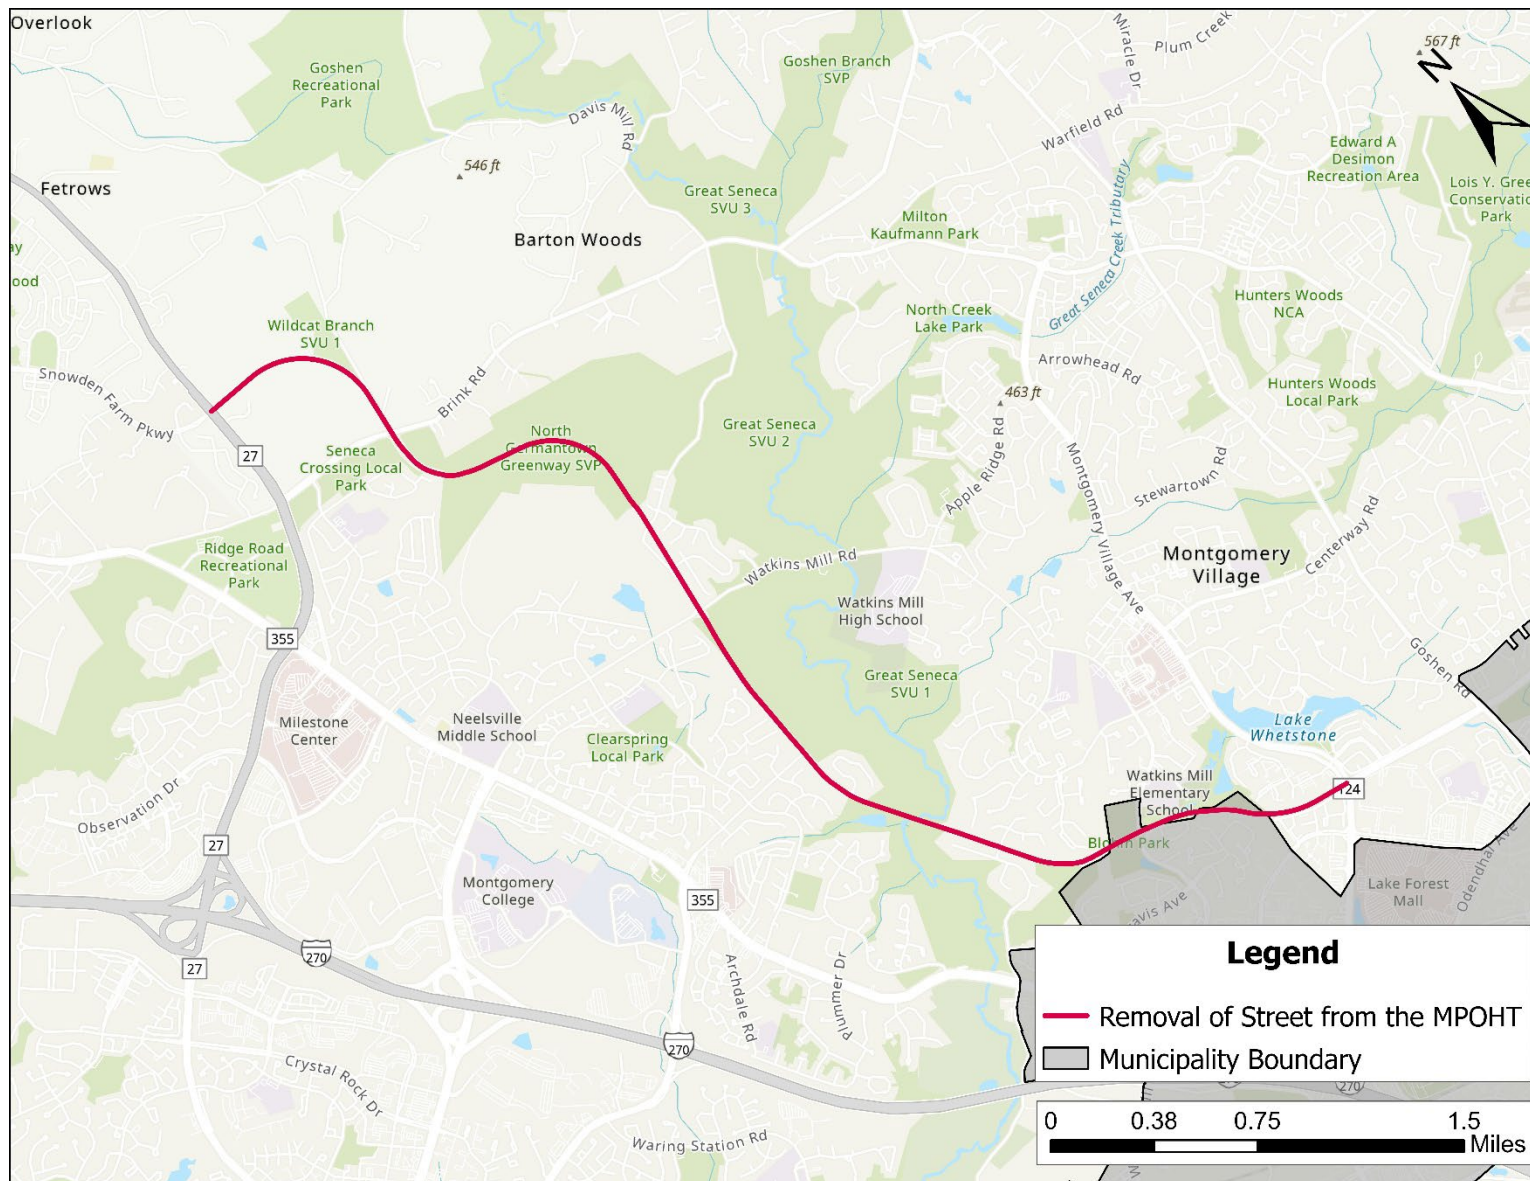 Overlook
567 ft
Miracle Dr
Plum Creek
Goshen
Recreational
Park
Goshen Branch
SVP
N
Davis Mill Rd
Warfield Rd
Edward A
Desimon
Recreation Area
546 ft
Fetrows
Great Seneca
SVU 3
Lois Y. Gree
Conservatio
Park
Milton
Kaufmann Park
Great Seneca Creek Tributary
Barton Woods
ay
ood
Hunters Woods
NCA
North Creek
Lake Park
Wildcat Branch
SVU 1
Arrowhead Rd
Snowden Farm Pkwy
Brink Rd
463 ft
Hunters Woods
Local Park
Great Seneca
SVU 2
North
Germantown
Greenway SVP
27
Seneca
Crossing Local
Park
Apple Ridge Rd
Montgomery Village Ave
Stewartown Rd
Centerway Rd
Ridge Road
Recreational
Park
Watkins Mill Rd
Montgomery
Village
Watkins Mill
High School
355
Goshen Rd
Great Seneca
SVU 1
Milestone
Center
Neelsville
Middle School
Clearspring
Local Park
Lake
Whetstone
Observation Dr
Watkins Mill
Elementary
School
124
27
Blohm Park
Montgomery
College
355
Lake Forest
Mall
Odendhal Ave
avis Ave
27
270
Archdale Rd
Plummer Dr
Legend
Removal of Street from the MPOHT
Municipality Boundary
270
270
Crystal Rock Dr
Waring Station Rd
0 0.38 0.75 1.5
Miles